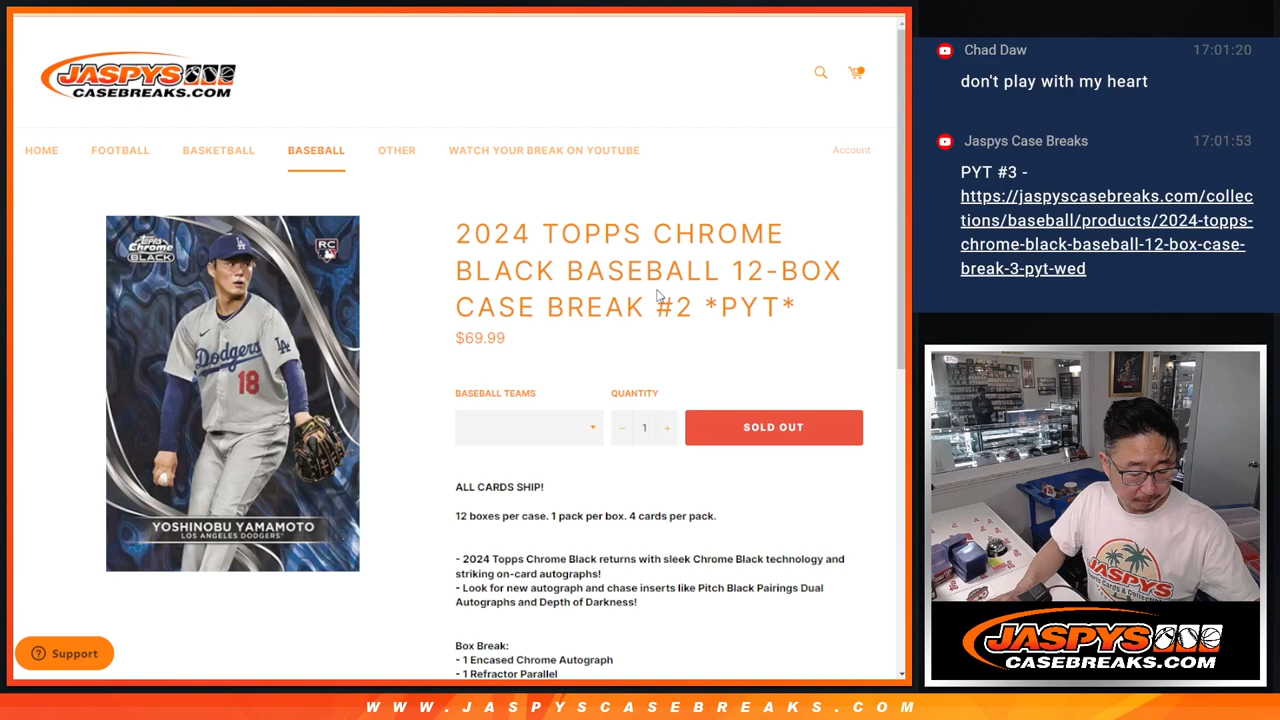 JASPYS
CASEBREAKS.COM
HOME FOOTBALL BASKETBALL BASEBALL OTHER WATCH YOUR BREAK ON YOUTUBE Account
Topps Chrome BLACK
RC
Dodgers
18
YOSHINOBU YAMAMOTO
LOS ANGELES DODGERS
2024 TOPPS CHROME
BLACK BASEBALL 12-BOX
CASE BREAK #2 *PYT*
$69.99
BASEBALL TEAMS QUANTITY
− 1 + SOLD OUT
ALL CARDS SHIP!
12 boxes per case. 1 pack per box. 4 cards per pack.
- 2024 Topps Chrome Black returns with sleek Chrome Black technology and
striking on-card autographs!
- Look for new autograph and chase inserts like Pitch Black Pairings Dual
Autographs and Depth of Darkness!
Box Break:
- 1 Encased Chrome Autograph
- 1 Refractor Parallel
Support
Chad Daw 17:01:20
don't play with my heart
Jaspys Case Breaks 17:01:53
PYT #3 -
https://jaspyscasebreaks.com/collec
tions/baseball/products/2024-topps-
chrome-black-baseball-12-box-case-
break-3-pyt-wed
JASPYS
JASPYS
CASEBREAKS.COM
WWW.JASPYSCASEBREAKS.COM